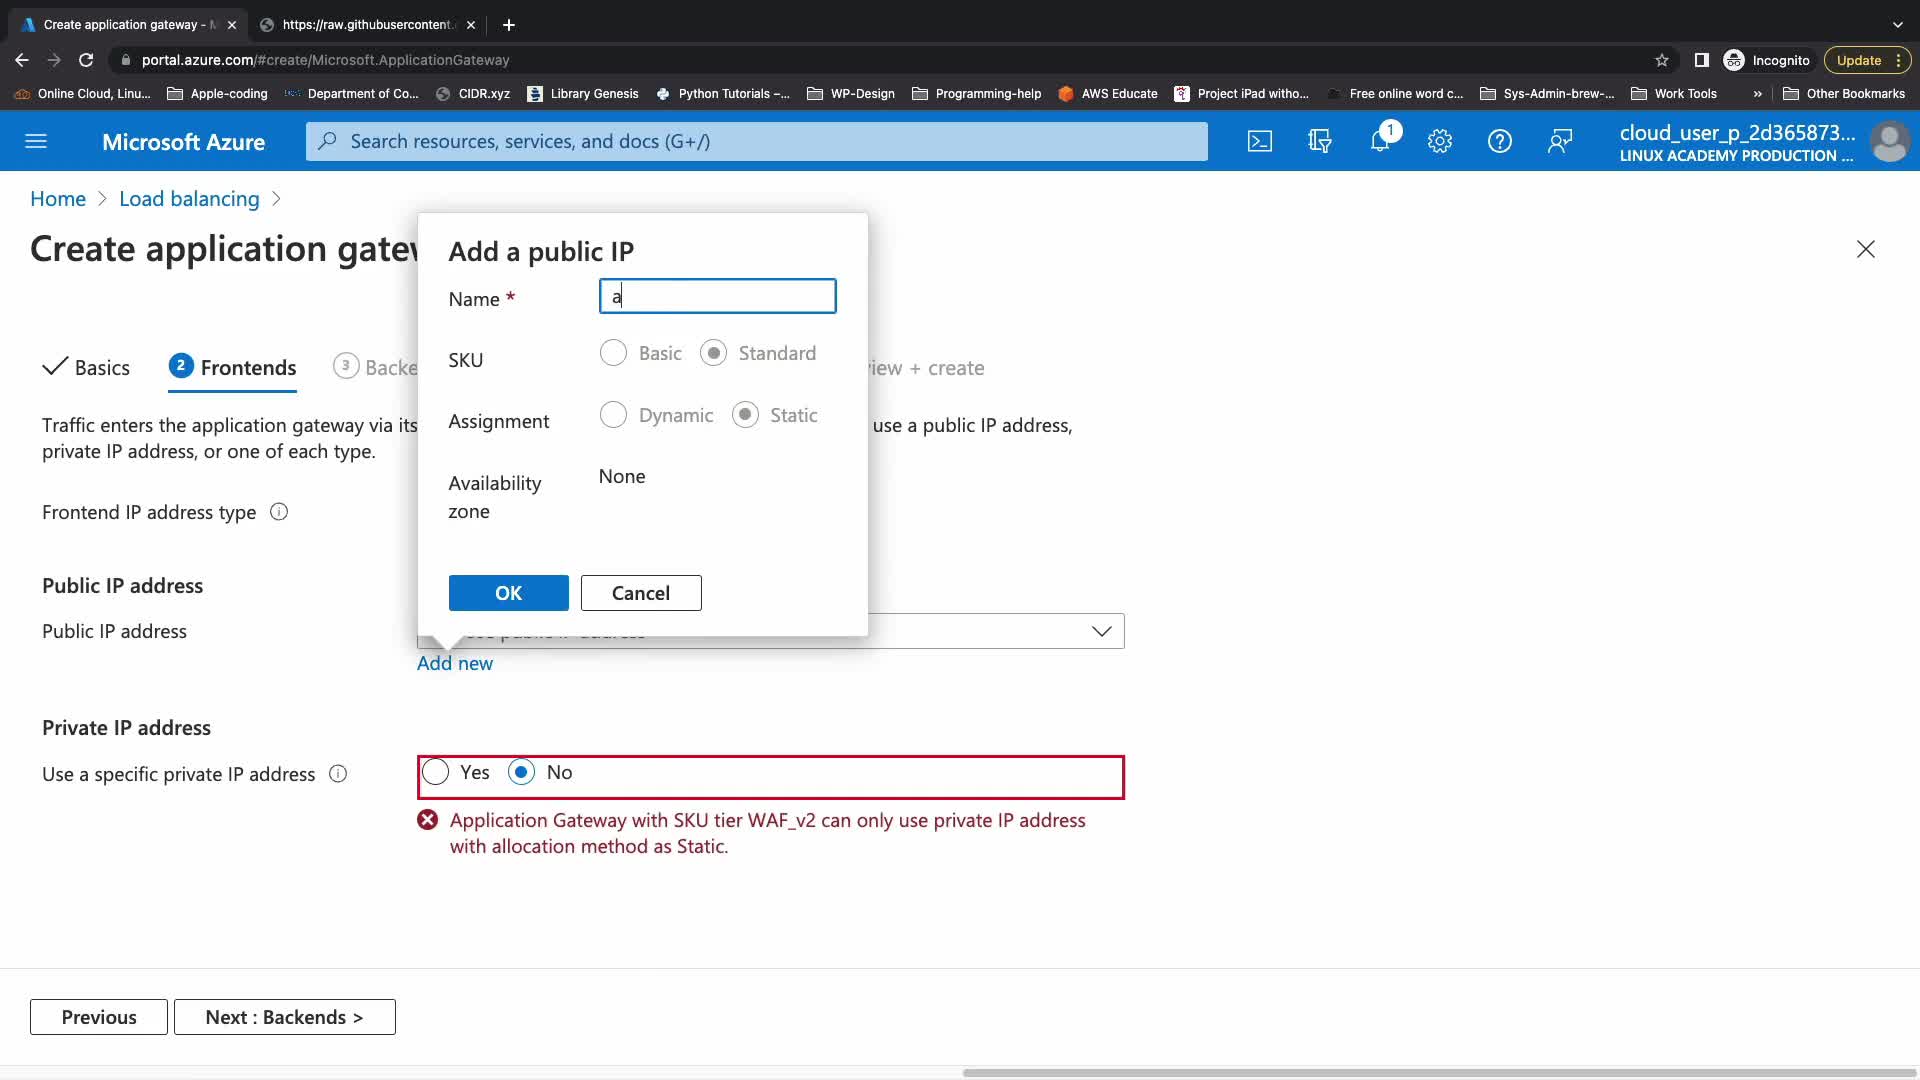 Create application gateway - M
https://raw.githubusercontent.
portal.azure.com/#create/Microsoft.ApplicationGateway
Incognito
Update
Online Cloud, Linu...
Apple-coding
Department of Co...
CIDR.xyz
Library Genesis
Python Tutorials –...
WP-Design
Programming-help
AWS Educate
Project iPad witho...
Free online word c...
Sys-Admin-brew-...
Work Tools
»
Other Bookmarks
Microsoft Azure
Search resources, services, and docs (G+/)
1
cloud_user_p_2d365873...
LINUX ACADEMY PRODUCTION ...
Home > Load balancing >
Create application gatew
Add a public IP
Name *
a
SKU
Basic
Standard
Assignment
Dynamic
Static
Availability
zone
None
OK
Cancel
Basics
2 Frontends
3 Backe
iew + create
Traffic enters the application gateway via its
use a public IP address,
private IP address, or one of each type.
Frontend IP address type
Public IP address
Public IP address
Add new
Private IP address
Use a specific private IP address
Yes
No
Application Gateway with SKU tier WAF_v2 can only use private IP address
with allocation method as Static.
Previous
Next : Backends >